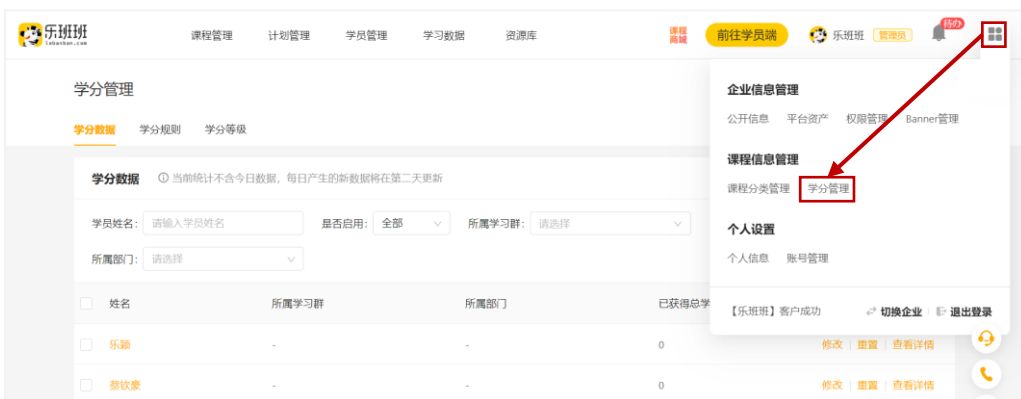 乐班班
lebanban.com
课程管理 计划管理 学员管理 学习数据 资源库
课程
商城
前往学员端 乐班班 管理员 待办
学分管理
学分数据 学分规则 学分等级
学分数据 当前统计不含今日数据，每日产生的新数据将在第二天更新
学员姓名： 请输入学员姓名 是否启用： 全部 所属学习群： 请选择
所属部门： 请选择
姓名 所属学习群 所属部门 已获得总学
乐颖 - - 0 修改 | 重置 | 查看详情
蔡钦豪 - - 0 修改 | 重置 | 查看详情
企业信息管理
公开信息 平台资产 权限管理 Banner管理
课程信息管理
课程分类管理 学分管理
个人设置
个人信息 账号管理
【乐班班】客户成功 切换企业 | 退出登录